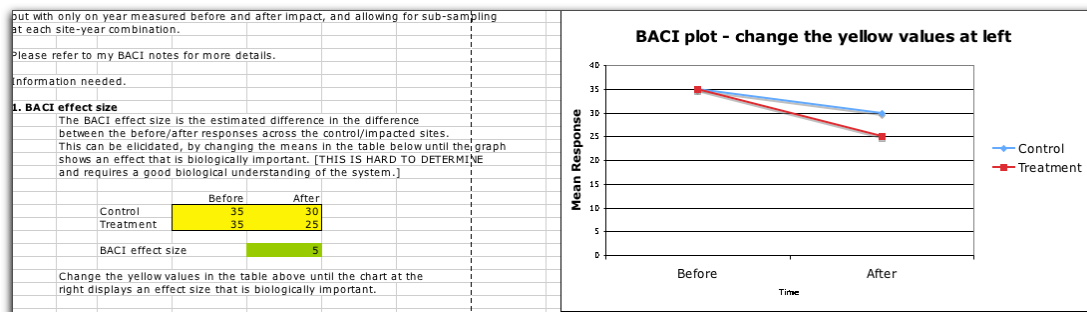 but with only on year measured before and after impact, and allowing for sub-sampling
at each site-year combination.
Please refer to my BACI notes for more details.
Information needed.
1. BACI effect size
The BACI effect size is the estimated difference in the difference
between the before/after responses across the control/impacted sites.
This can be elicidated, by changing the means in the table below until the graph
shows an effect that is biologically important. [THIS IS HARD TO DETERMINE
and requires a good biological understanding of the system.]
Before After
Control 35 30
Treatment 35 25
BACI effect size 5
Change the yellow values in the table above until the chart at the
right displays an effect size that is biologically important.
BACI plot - change the yellow values at left
Mean Response
40
35
30
25
20
15
10
5
0
Before After
Time
Control
Treatment